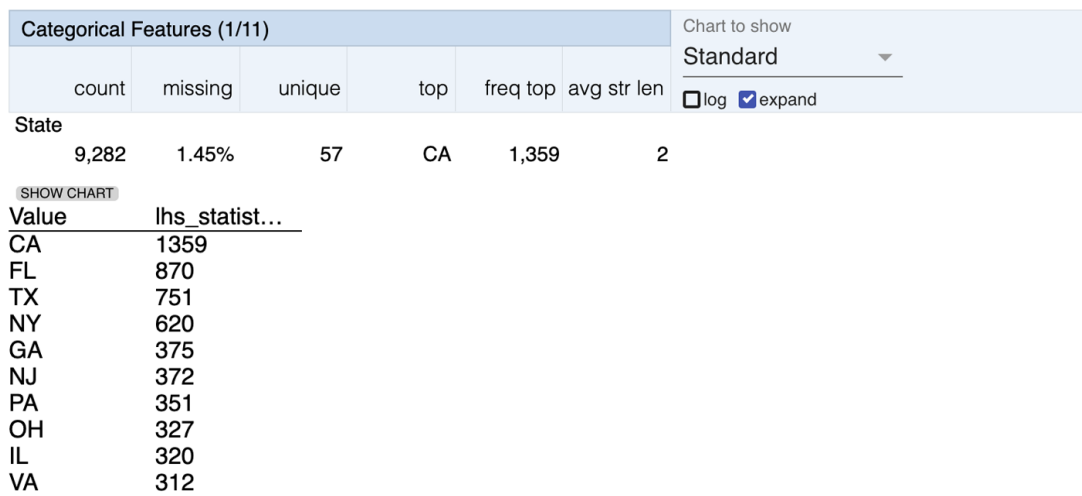 Categorical Features (1/11)
Chart to show
Standard
count missing unique top freq top avg str len
log expand
State
9,282 1.45% 57 CA 1,359 2
SHOW CHART
Value lhs_statist...
CA 1359
FL 870
TX 751
NY 620
GA 375
NJ 372
PA 351
OH 327
IL 320
VA 312